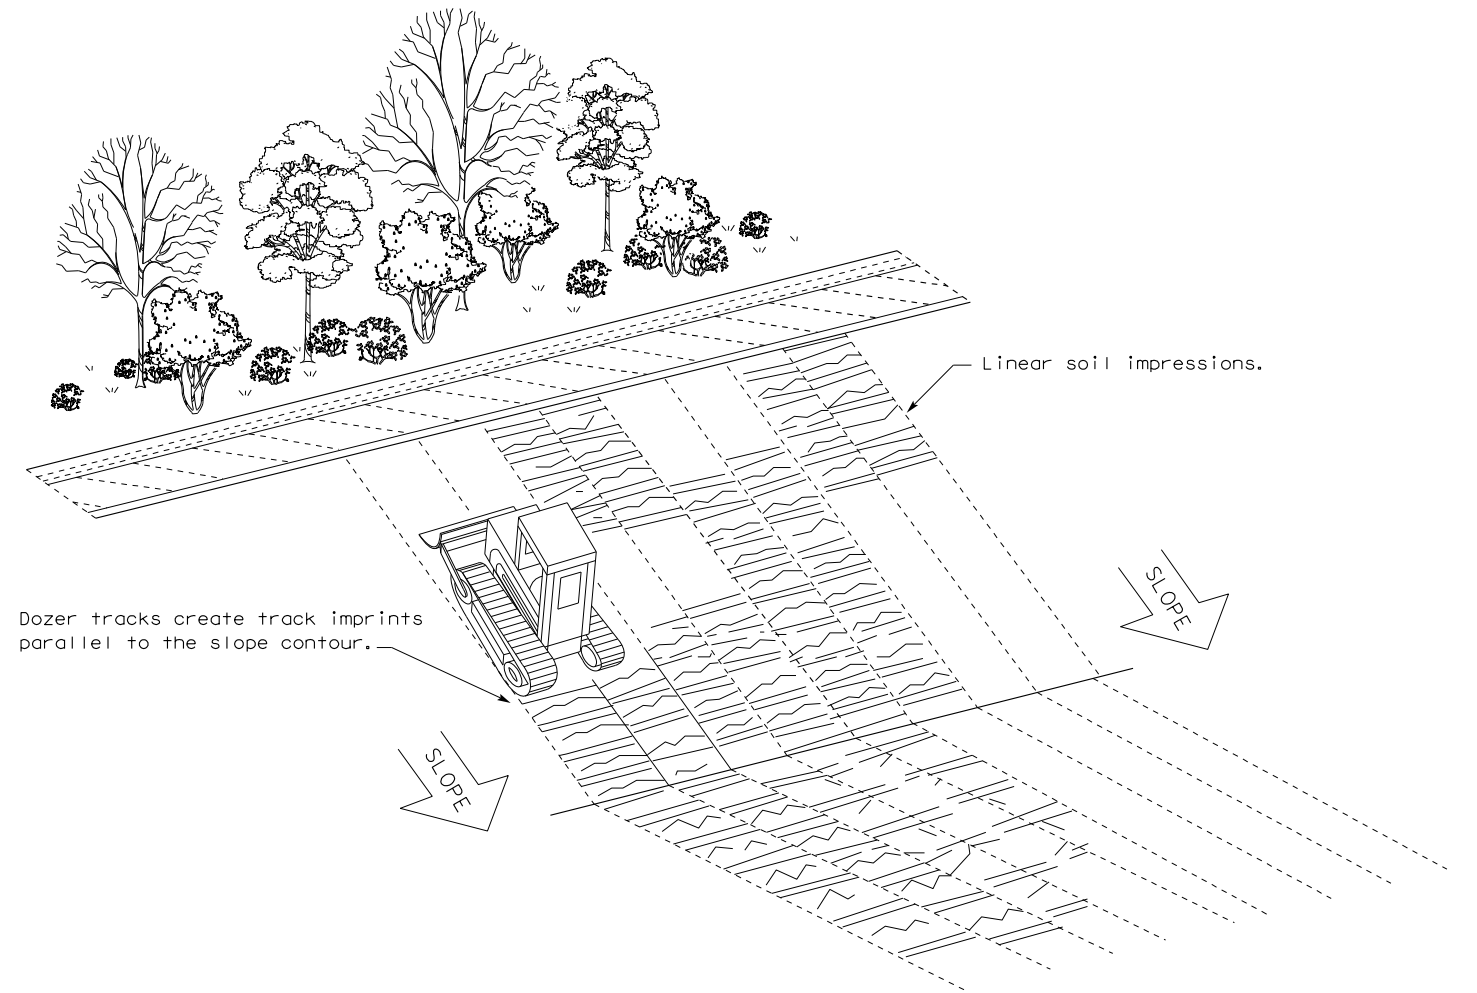 Linear soil impressions.
SLOPE
Dozer tracks create track imprints
parallel to the slope contour.
SLOPE